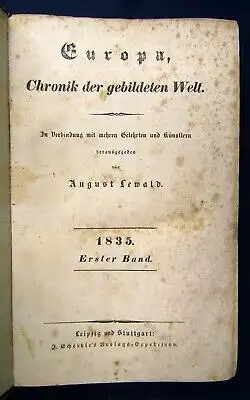 Europa,
Chronik der gebildeten Welt.
In Verbindung mit mehren Gelehrten und Künstlern
herausgegeben
von
August Lewald.
1835.
Erster Band.
Leipzig und Stuttgart:
J. Scheible's Verlags-Expedition.